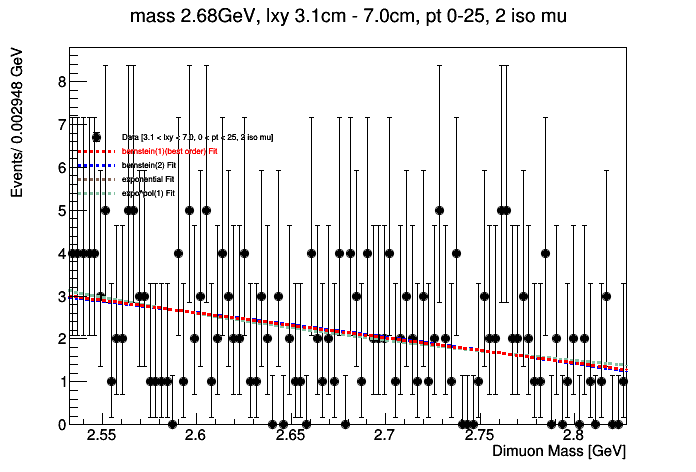 mass 2.68GeV, lxy 3.1cm - 7.0cm, pt 0-25, 2 iso mu
Events/ 0.002948 GeV
8
7
6
5
4
3
2
1
0
Data [3.1 < lxy < 7.0, 0 < pt < 25, 2 iso mu]
bernstein(1)(best order) Fit
bernstein(2) Fit
exponential Fit
expo*pol(1) Fit
2.55 2.6 2.65 2.7 2.75 2.8
Dimuon Mass [GeV]